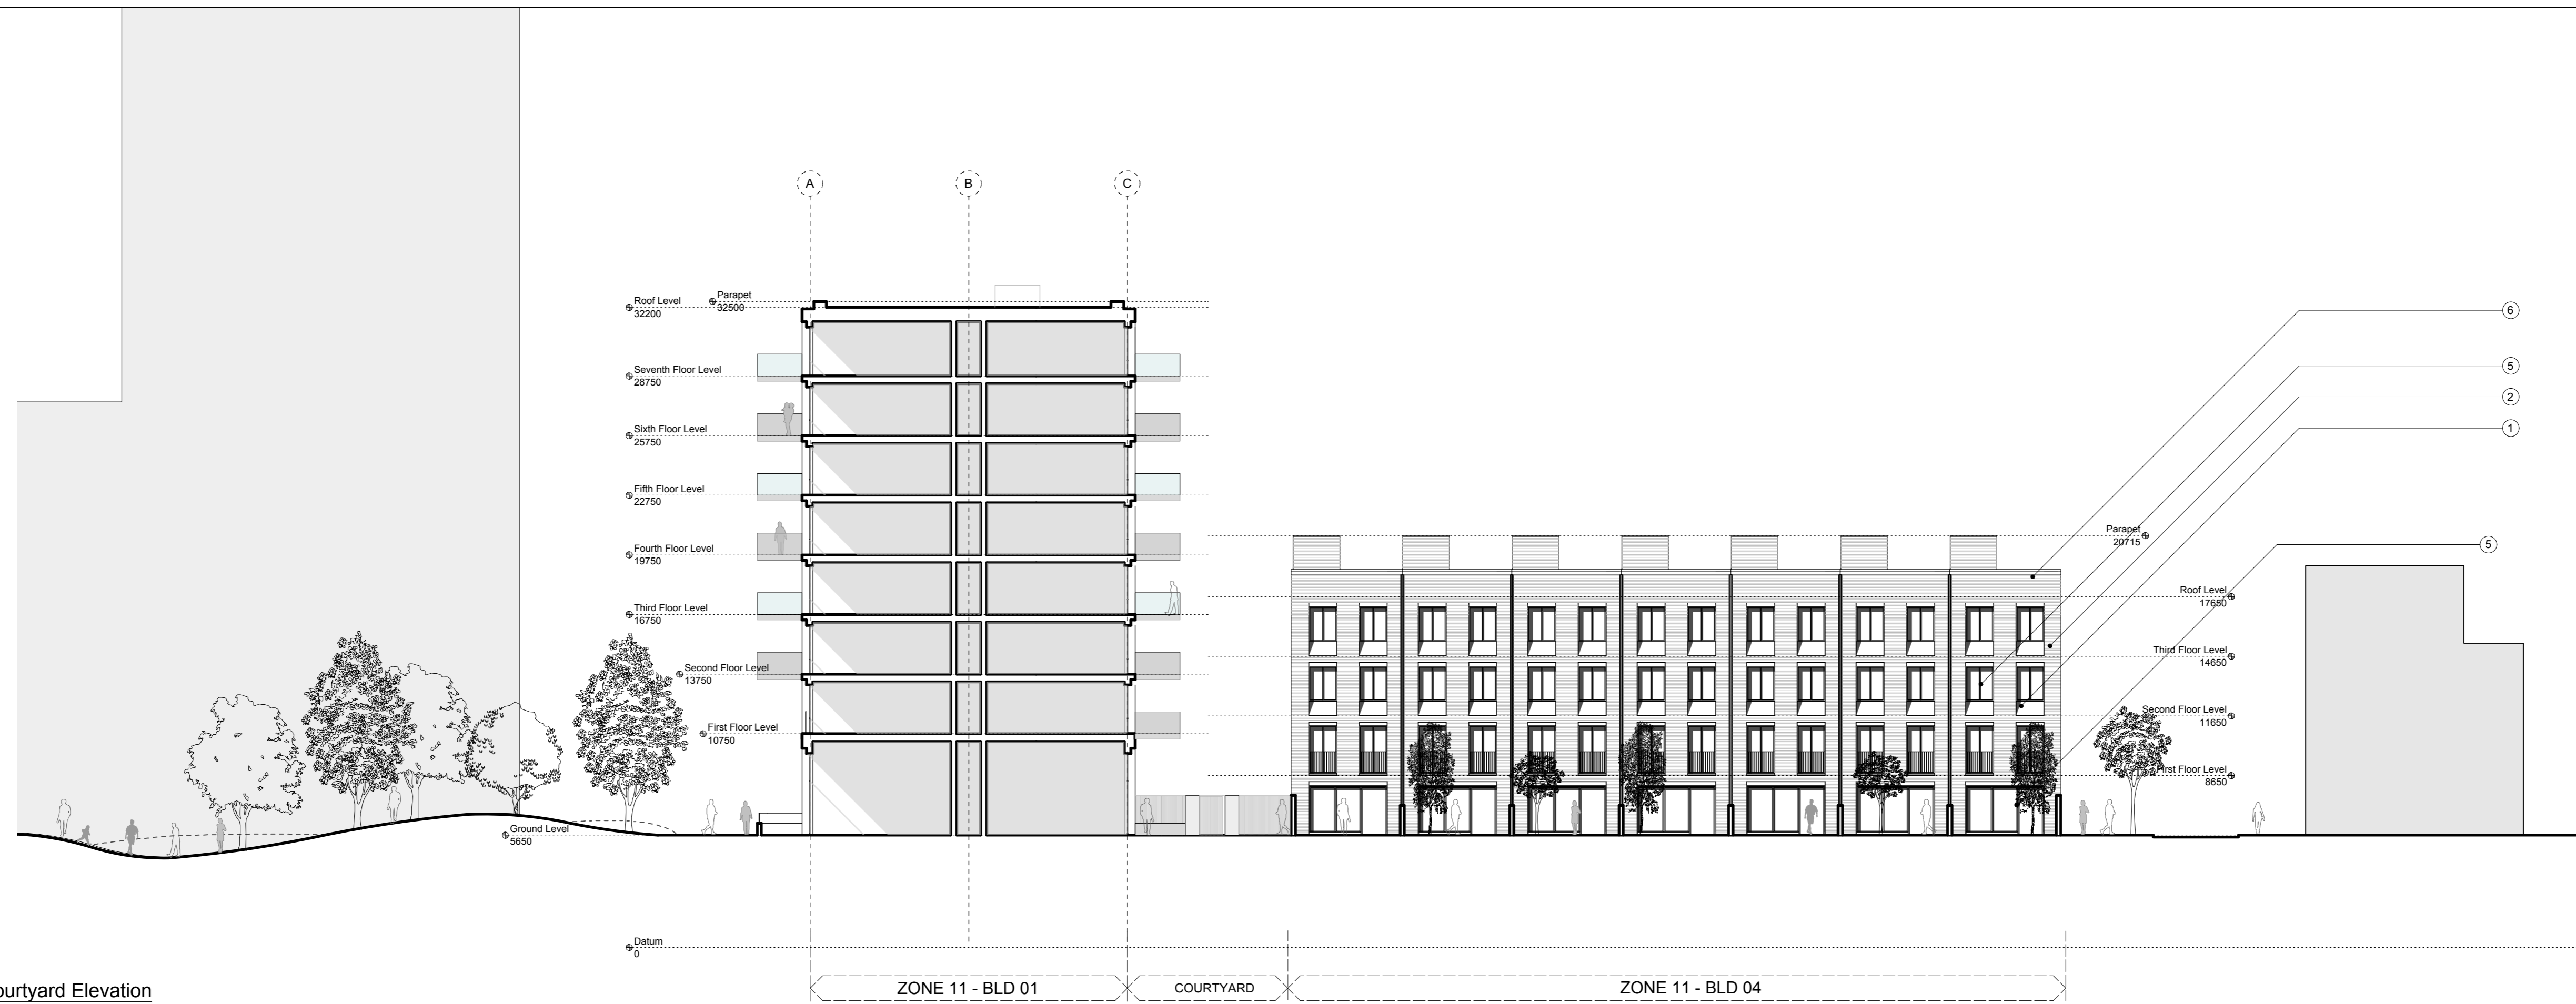 A
B
C
Roof Level
32200
Parapet
32500
Seventh Floor Level
28750
Sixth Floor Level
25750
Fifth Floor Level
22750
Fourth Floor Level
19750
Third Floor Level
16750
Second Floor Level
13750
First Floor Level
10750
Ground Level
5650
Datum
0
6
5
2
1
5
Parapet
20715
Roof Level
17650
Third Floor Level
14650
Second Floor Level
11650
First Floor Level
8650
ZONE 11 - BLD 01
COURTYARD
ZONE 11 - BLD 04
ourtyard Elevation